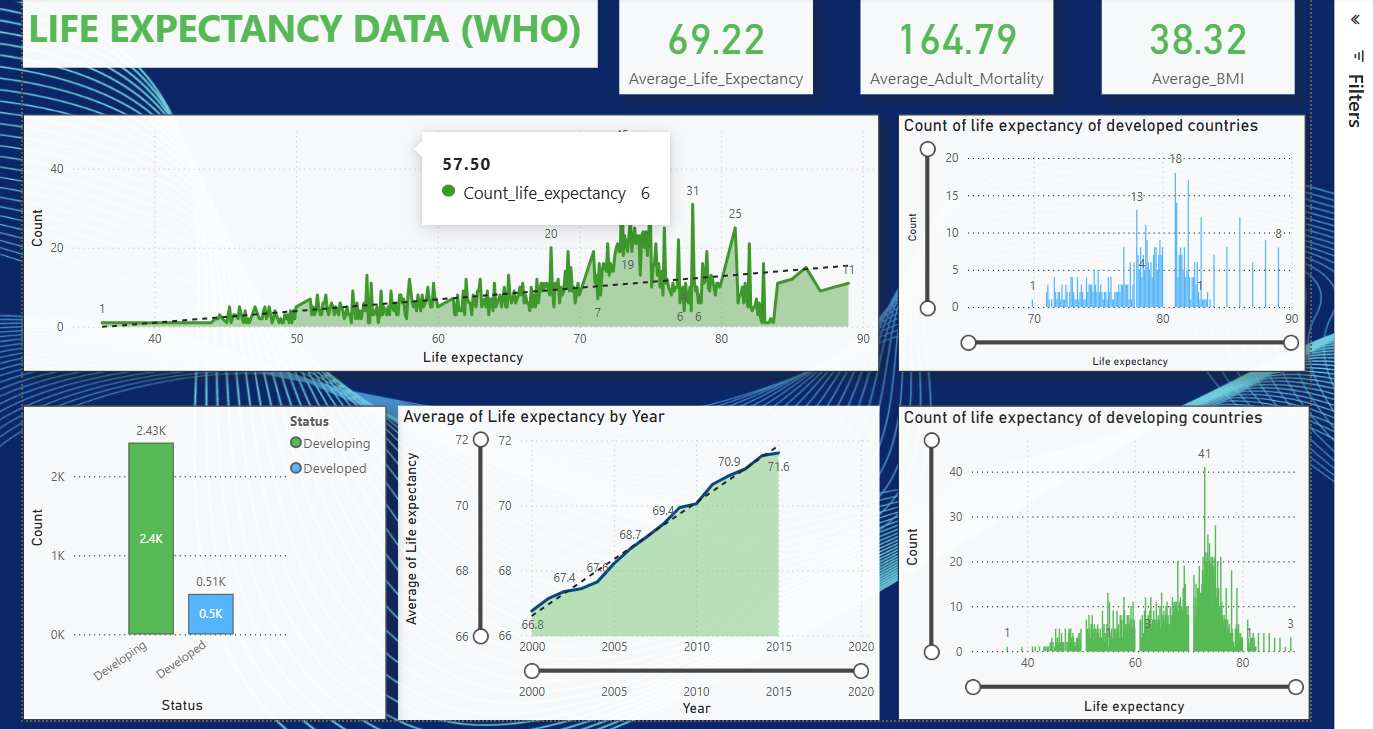 LIFE EXPECTANCY DATA (WHO)
69.22
Average_Life_Expectancy
164.79
Average_Adult_Mortality
38.32
Average_BMI
Filters
57.50
Count_life_expectancy 6
Count
40
20
0
1
20
19
7
31
6
6
25
11
40 50 60 70 80 90
Life expectancy
Count of life expectancy of developed countries
Count
20
15
10
5
0
1
13
4
18
1
8
70 80 90
Life expectancy
Status
Developing
Developed
Count
2K
1K
0K
2.43K
2.4K
0.51K
0.5K
Developing
Developed
Status
Average of Life expectancy by Year
Average of Life expectancy
72 72
70 70
68 68
66 66
66.8
67.4
68.7
69.4
70.9
71.6
2000 2005 2010 2015 2020
2000 2005 2010 2015 2020
Year
Count of life expectancy of developing countries
Count
40
30
20
10
0
1
3
41
1
3
40 60 80
Life expectancy